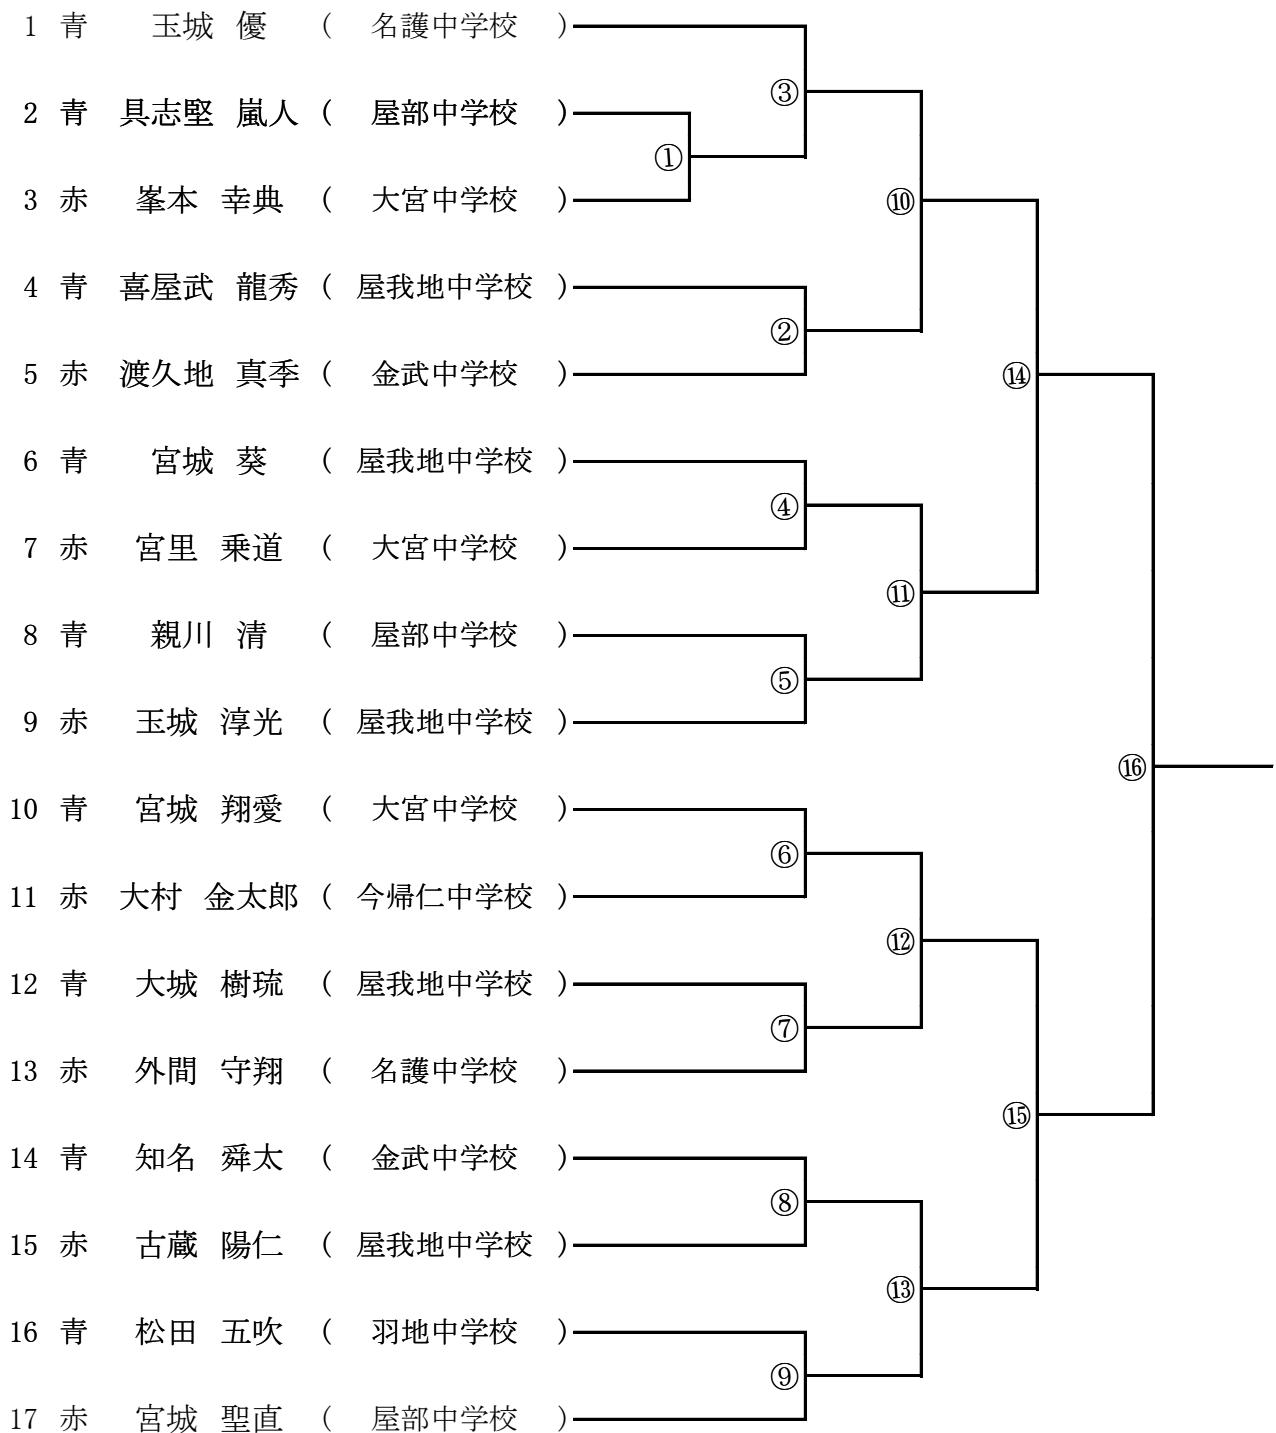 1 青 玉城 優 ( 名護中学校 )
③
2 青 具志堅 嵐人 ( 屋部中学校 )
①
3 赤 峯本 幸典 ( 大宮中学校 )
⑩
4 青 喜屋武 龍秀 ( 屋我地中学校 )
②
5 赤 渡久地 真季 ( 金武中学校 )
⑭
6 青 宮城 葵 ( 屋我地中学校 )
④
7 赤 宮里 乗道 ( 大宮中学校 )
⑪
8 青 親川 清 ( 屋部中学校 )
⑤
9 赤 玉城 淳光 ( 屋我地中学校 )
⑯
10 青 宮城 翔愛 ( 大宮中学校 )
⑥
11 赤 大村 金太郎 ( 今帰仁中学校 )
⑫
12 青 大城 樹琉 ( 屋我地中学校 )
⑦
13 赤 外間 守翔 ( 名護中学校 )
⑮
14 青 知名 舜太 ( 金武中学校 )
⑧
15 赤 古蔵 陽仁 ( 屋我地中学校 )
⑬
16 青 松田 五吹 ( 羽地中学校 )
⑨
17 赤 宮城 聖直 ( 屋部中学校 )